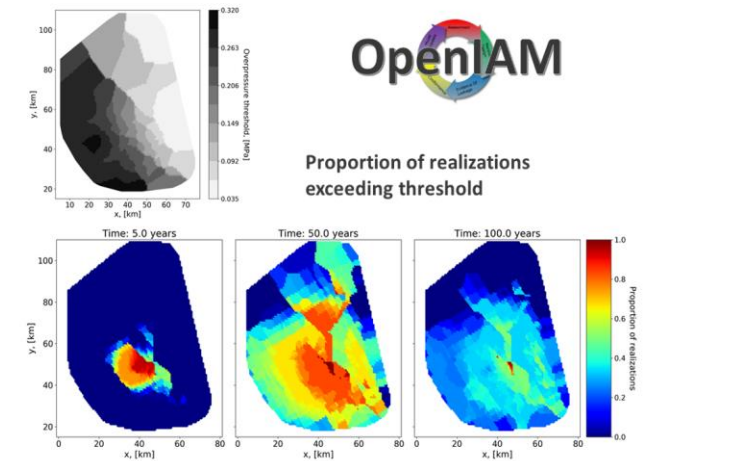 0.320
0.263
0.206
0.149
0.092
0.035
Overpressure threshold, [MPa]
100
80
60
40
20
y, [km]
10 20 30 40 50 60 70
x, [km]
OpenIAM
Proportion of realizations
exceeding threshold
Time: 5.0 years
Time: 50.0 years
Time: 100.0 years
100
80
60
40
20
y, [km]
0 20 40 60 80
x, [km]
0 20 40 60 80
x, [km]
0 20 40 60 80
x, [km]
1.0
0.8
0.6
0.4
0.2
0.0
Proportion of realizations